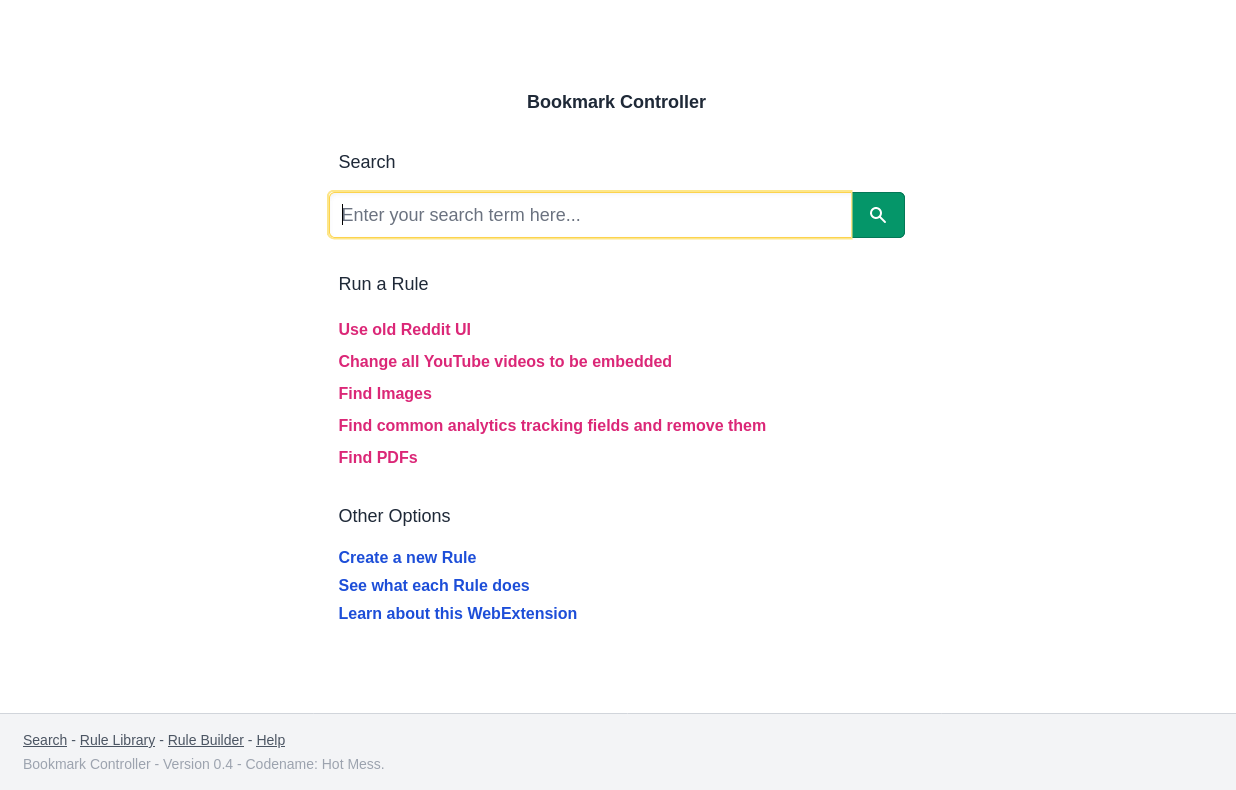 Bookmark Controller
Search
Enter your search term here...
Run a Rule
Use old Reddit UI
Change all YouTube videos to be embedded
Find Images
Find common analytics tracking fields and remove them
Find PDFs
Other Options
Create a new Rule
See what each Rule does
Learn about this WebExtension
Search - Rule Library - Rule Builder - Help
Bookmark Controller - Version 0.4 - Codename: Hot Mess.